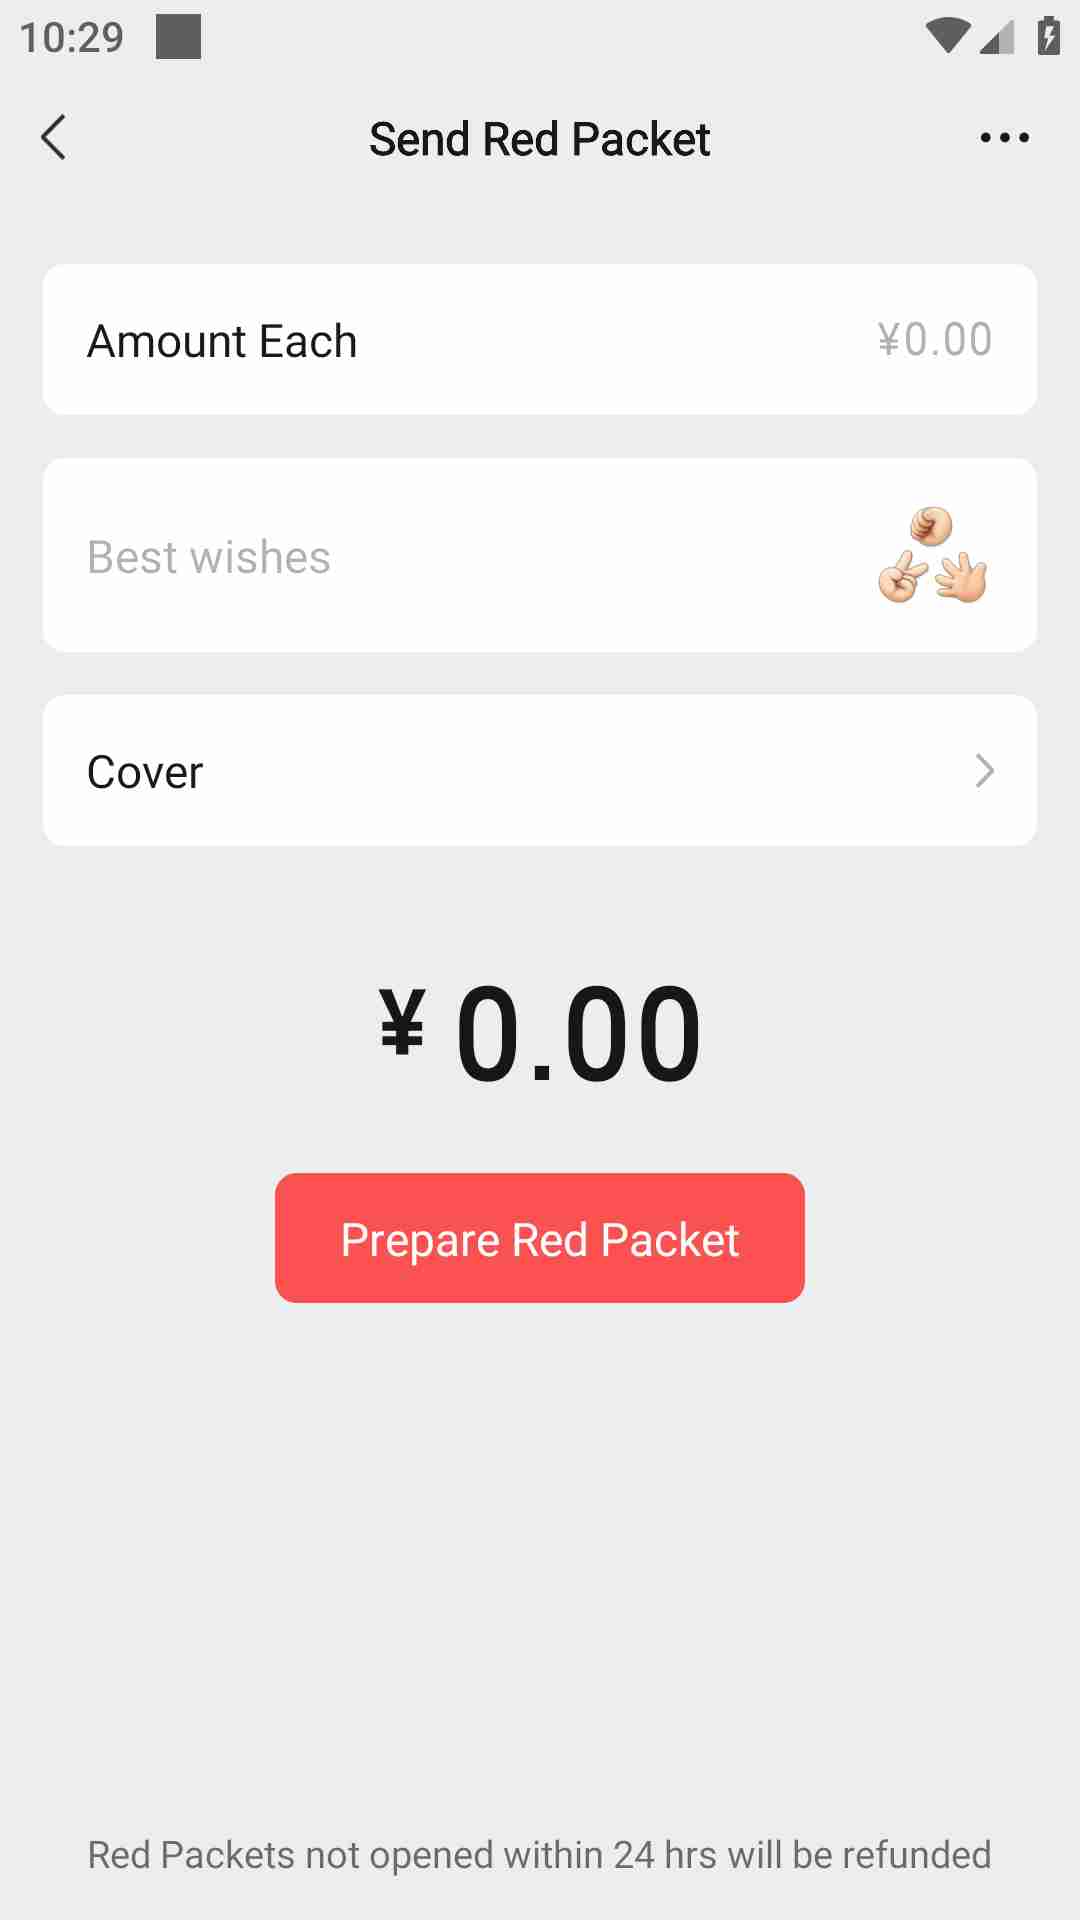 10:29
Send Red Packet
Amount Each
¥0.00
Best wishes
Cover
¥ 0.00
Prepare Red Packet
Red Packets not opened within 24 hrs will be refunded